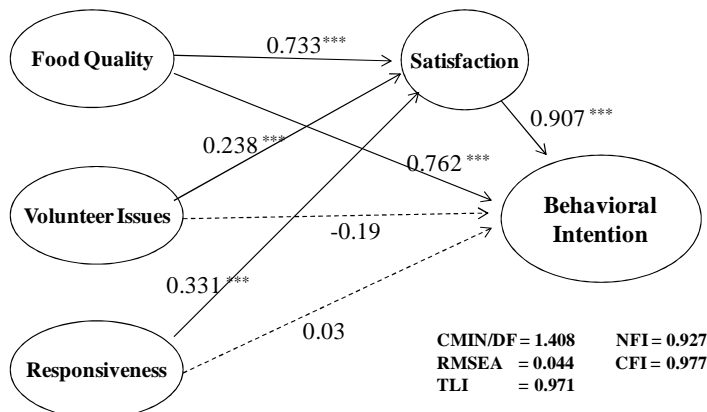 0.733***
Food Quality
Satisfaction
0.907 ***
0.238 ***
0.762 ***
Volunteer Issues
Behavioral
Intention
-0.19
0.331 ***
0.03
CMIN/DF = 1.408 NFI = 0.927
RMSEA = 0.044 CFI = 0.977
TLI = 0.971
Responsiveness